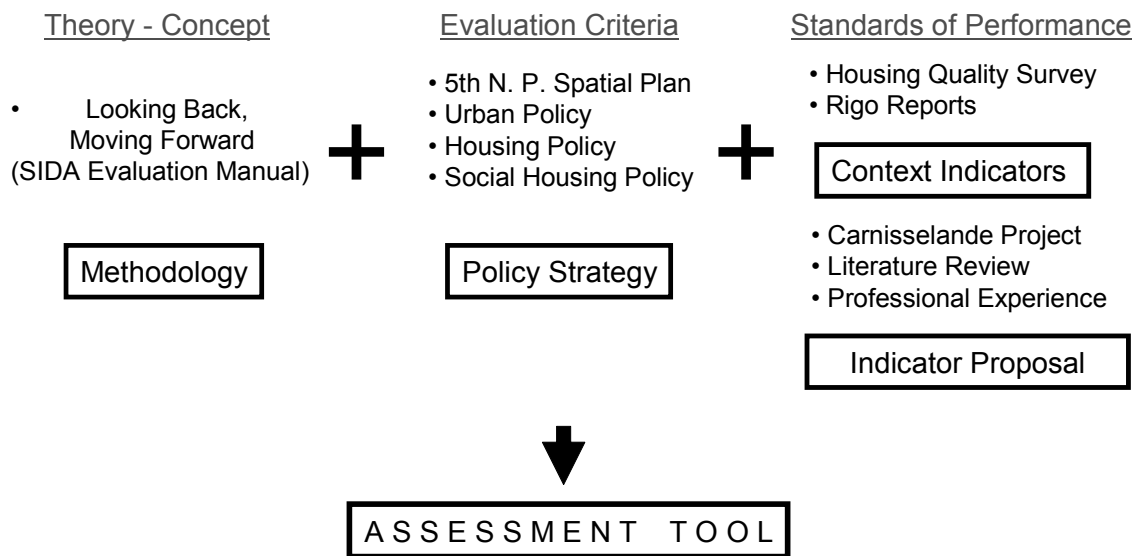 Theory - Concept
• Looking Back,
Moving Forward
(SIDA Evaluation Manual)
Methodology
Evaluation Criteria
• 5th N. P. Spatial Plan
• Urban Policy
• Housing Policy
• Social Housing Policy
Policy Strategy
Standards of Performance
• Housing Quality Survey
• Rigo Reports
Context Indicators
• Carnisselande Project
• Literature Review
• Professional Experience
Indicator Proposal
ASSESSMENT TOOL